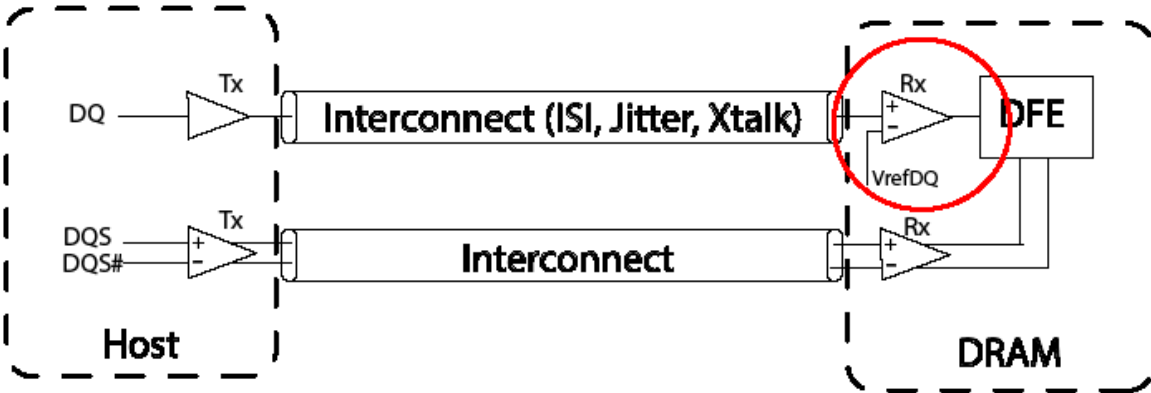 Tx
DQ
Interconnect (ISI, Jitter, Xtalk)
Rx
+
−
DFE
VrefDQ
Tx
DQS
DQS#
+
−
Interconnect
Rx
+
−
Host
DRAM